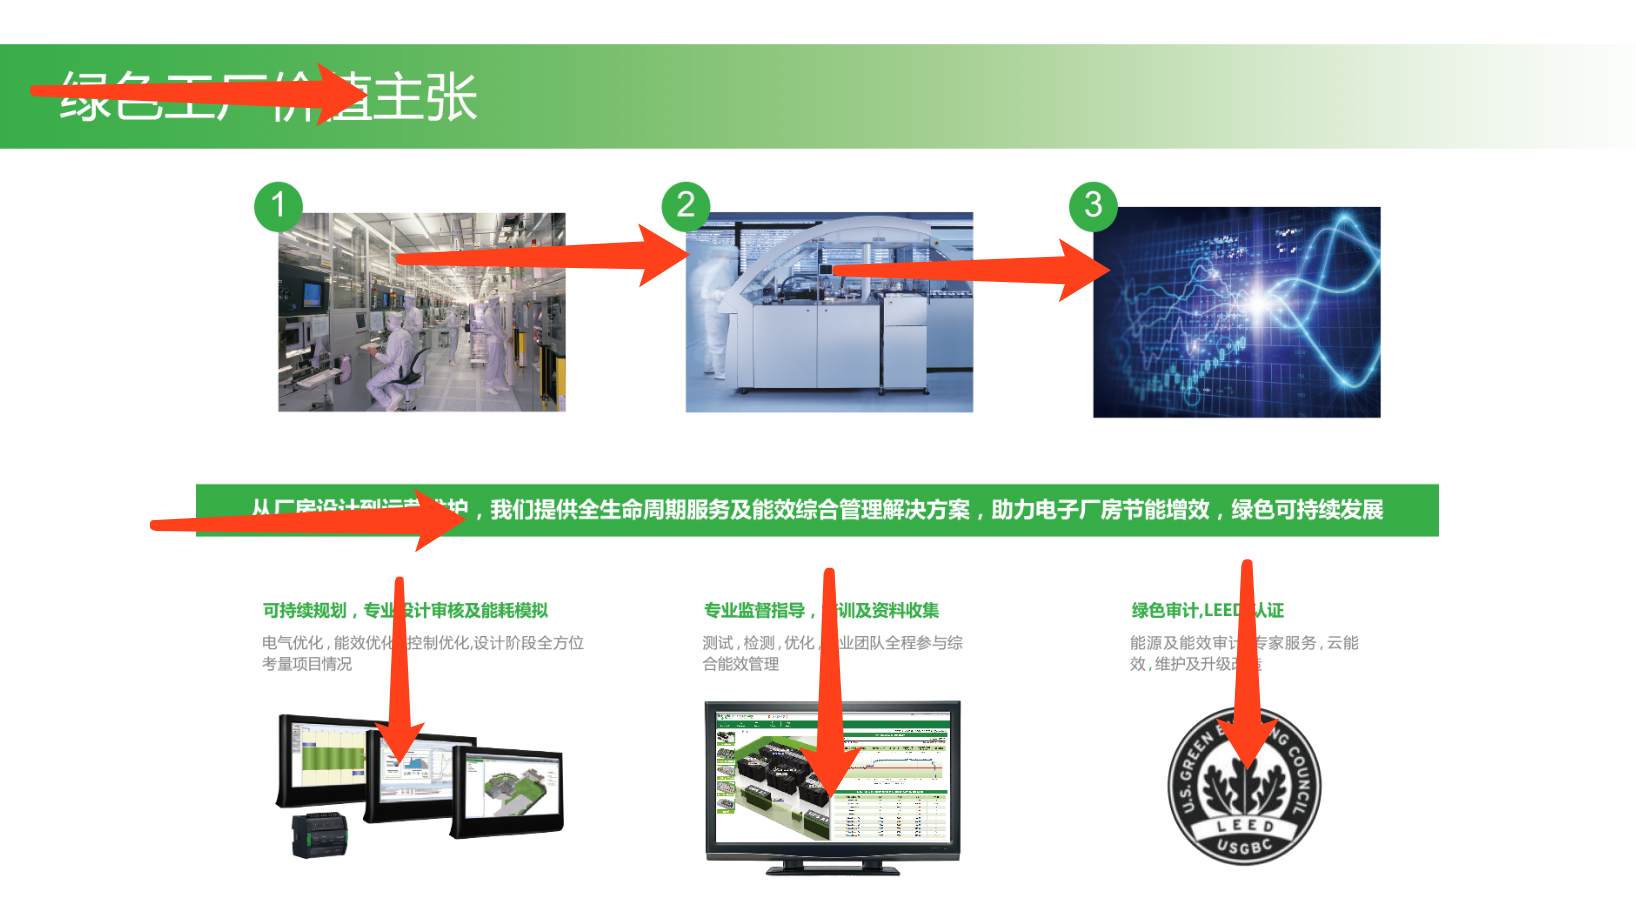 绿色工厂价值主张
1
2
3
从厂房设计到运营维护，我们提供全生命周期服务及能效综合管理解决方案，助力电子厂房节能增效，绿色可持续发展
可持续规划，专业设计审核及能耗模拟
电气优化,能效优化,控制优化,设计阶段全方位
考量项目情况
专业监督指导，培训及资料收集
测试,检测,优化,专业团队全程参与综
合能效管理
绿色审计,LEED认证
能源及能效审计,专家服务,云能
效,维护及升级改造
U.S. GREEN BUILDING COUNCIL
LEED
USGBC